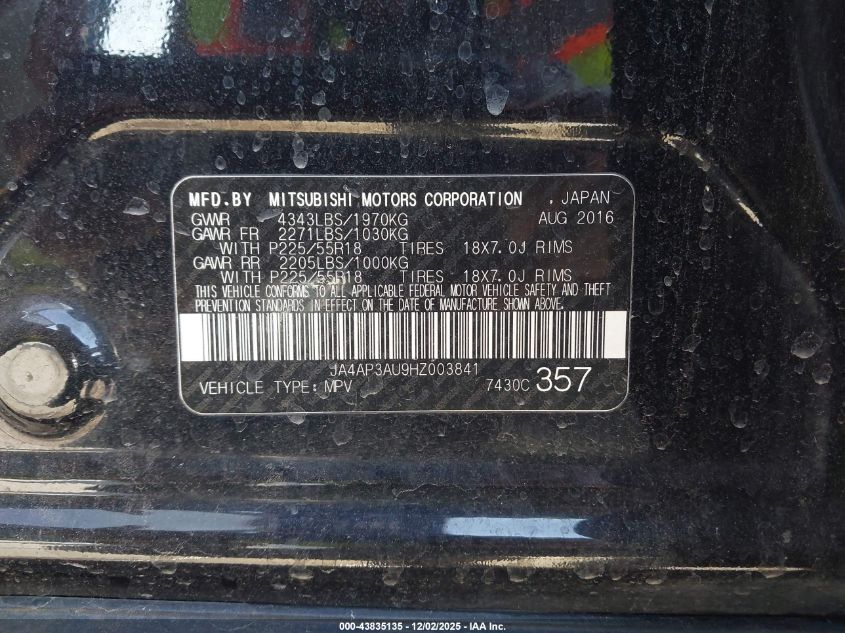 MFD.BY MITSUBISHI MOTORS CORPORATION , JAPAN
GVWR 4343LBS/1970KG AUG 2016
GAWR FR 2271LBS/1030KG
WITH P225/55R18 TIRES 18X7.0J RIMS
GAWR RR 2205LBS/1000KG
WITH P225/55R18 TIRES 18X7.0J RIMS
THIS VEHICLE CONFORMS TO ALL APPLICABLE FEDERAL MOTOR VEHICLE SAFETY AND THEFT
PREVENTION STANDARDS IN EFFECT ON THE DATE OF MANUFACTURE SHOWN ABOVE.
JA4AP3AU9HZ003841
VEHICLE TYPE: MPV 7430C 357
000-43835135 - 12/02/2025 - IAA Inc.